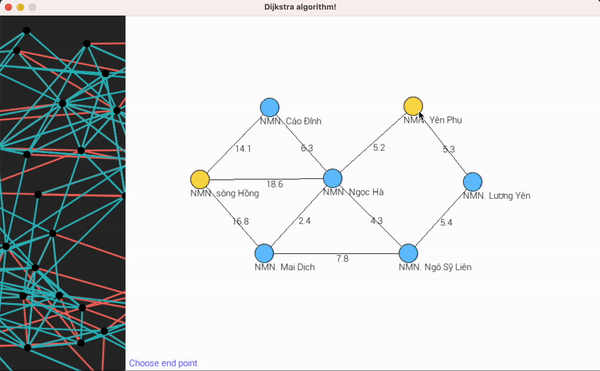 Dijkstra algorithm!
NMN. Cáo Đỉnh
NMN. Yên Phụ
14.1
6.3
5.2
5.3
18.6
NMN. sông Hồng
NMN. Ngọc Hà
NMN. Lương Yên
16.8
2.4
4.3
5.4
7.8
NMN. Mai Dịch
NMN. Ngô Sỹ Liên
Choose end point